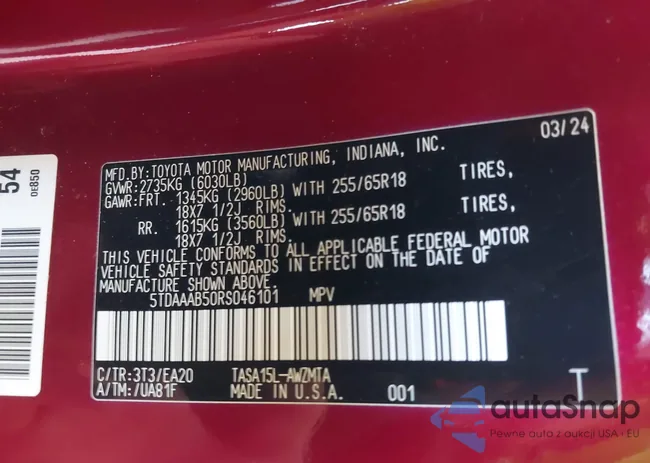 54
0E850
03/24
MFD.BY:TOYOTA MOTOR MANUFACTURING, INDIANA, INC.
GVWR:2735KG (6030LB)
GAWR:FRT. 1345KG (2960LB) WITH 255/65R18 TIRES,
18X7 1/2J RIMS.
RR. 1615KG (3560LB) WITH 255/65R18 TIRES,
18X7 1/2J RIMS.
THIS VEHICLE CONFORMS TO ALL APPLICABLE FEDERAL MOTOR
VEHICLE SAFETY STANDARDS IN EFFECT ON THE DATE OF
MANUFACTURE SHOWN ABOVE.
5TDAAAB50RS046101 MPV
C/TR:3T3/EA20 TASA15L-AWZMTA
A/TM:/UA81F MADE IN U.S.A. 001 T
autoSnap
Pewne auto z aukcji USA · EU